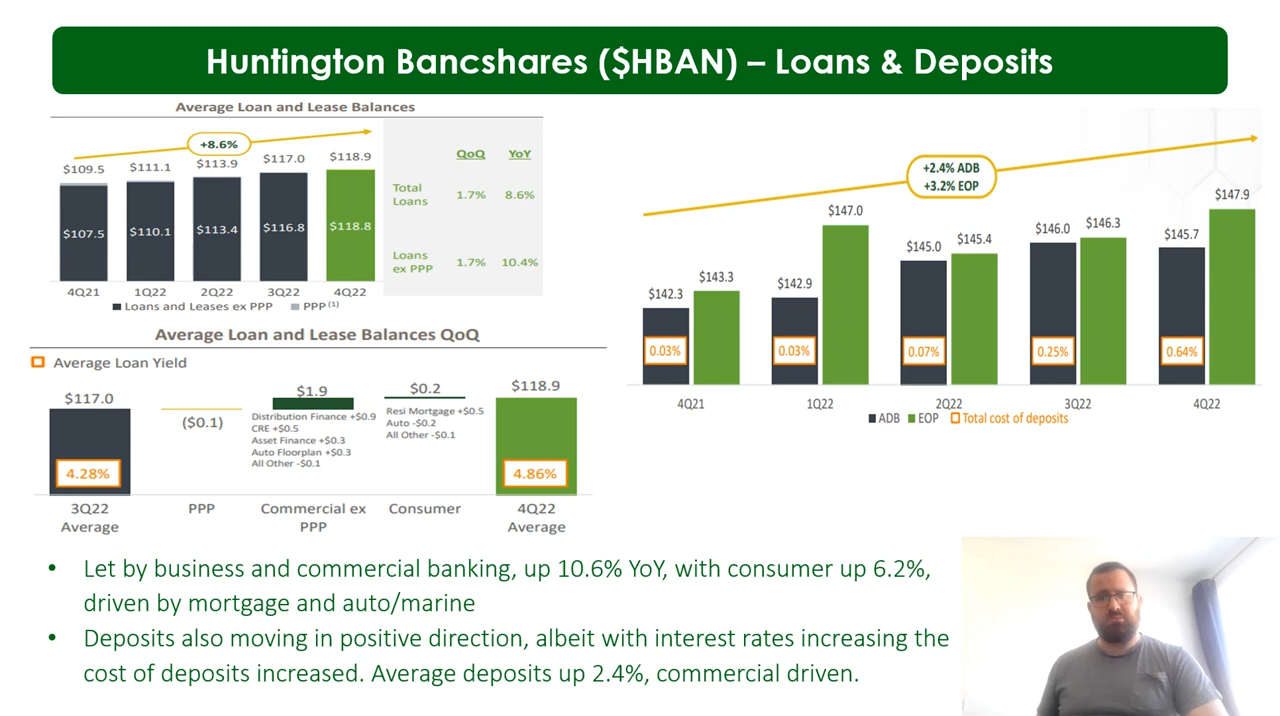 Huntington Bancshares ($HBAN) – Loans & Deposits
Average Loan and Lease Balances
+8.6%
$109.5 $111.1 $113.9 $117.0 $118.9
$107.5 $110.1 $113.4 $116.8 $118.8
4Q21 1Q22 2Q22 3Q22 4Q22
Loans and Leases ex PPP PPP (1)
QoQ YoY
Total
Loans 1.7% 8.6%
Loans
ex PPP 1.7% 10.4%
Average Loan and Lease Balances QoQ
Average Loan Yield
$117.0 ($0.1) $1.9 $0.2 $118.9
Distribution Finance +$0.9
CRE +$0.5
Asset Finance +$0.3
Auto Floorplan +$0.3
All Other -$0.1
Resi Mortgage +$0.5
Auto -$0.2
All Other -$0.1
4.28% 4.86%
3Q22
Average
PPP
Commercial ex
PPP
Consumer
4Q22
Average
+2.4% ADB
+3.2% EOP
$142.3 $143.3 $142.9 $147.0 $145.0 $145.4 $146.0 $146.3 $145.7 $147.9
0.03% 0.03% 0.07% 0.25% 0.64%
4Q21 1Q22 2Q22 3Q22 4Q22
ADB EOP Total cost of deposits
• Let by business and commercial banking, up 10.6% YoY, with consumer up 6.2%,
driven by mortgage and auto/marine
• Deposits also moving in positive direction, albeit with interest rates increasing the
cost of deposits increased. Average deposits up 2.4%, commercial driven.